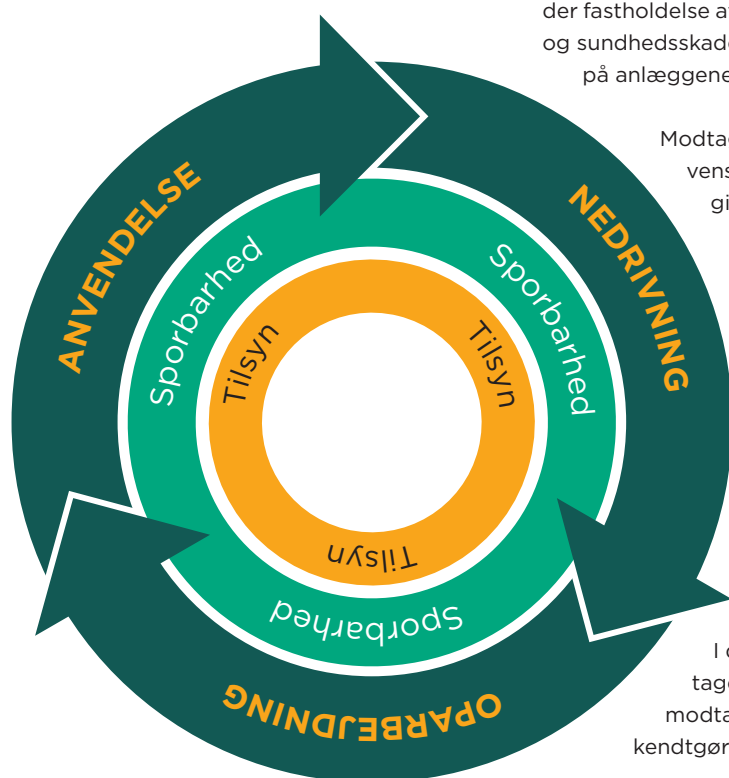 der fastholdelse af
og sundhedsskade
på anlæggene
Modtag
vens
gi
ANVENDELSE
NEDRIVNING
Sporbarhed
Sporbarhed
Tilsyn
Tilsyn
Tilsyn
Sporbarhed
OPARBEJDNING
I d
tage
modta
kendtgør